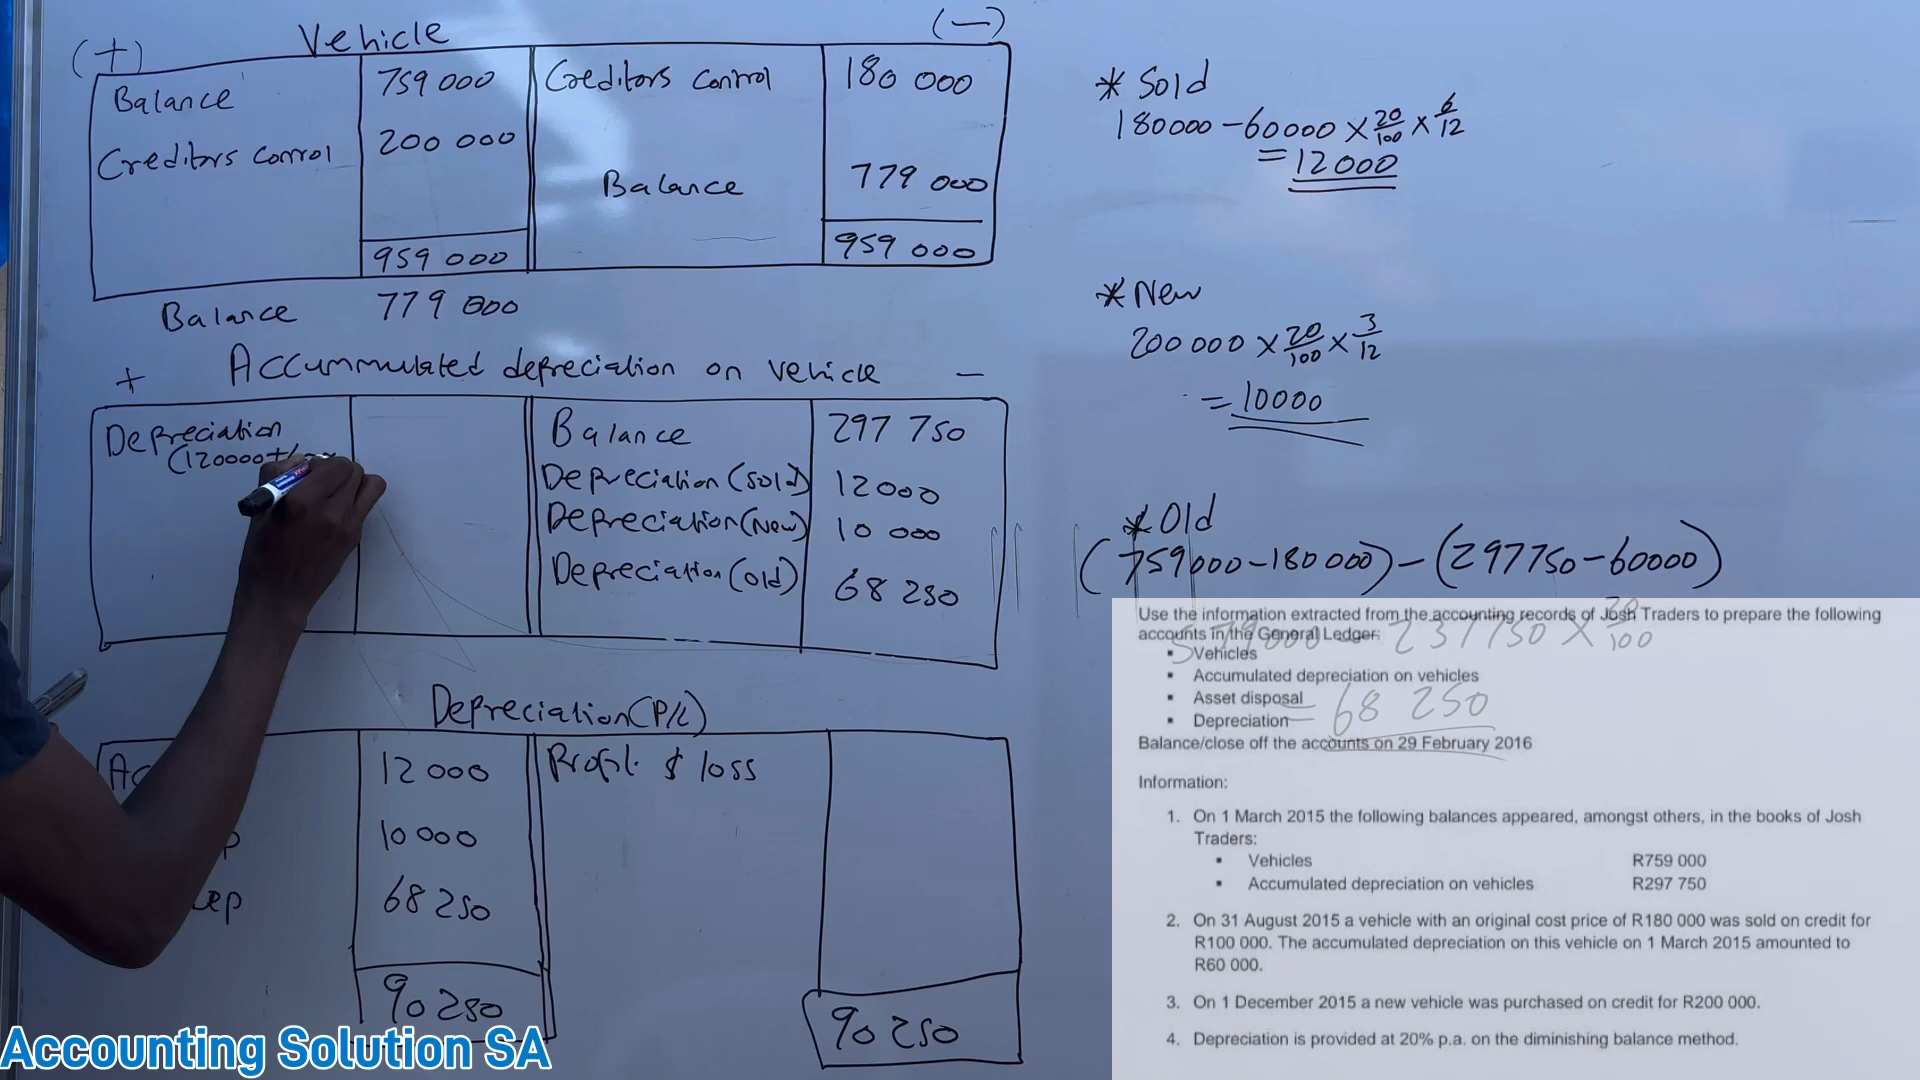 (+) Vehicle (−)
Balance 759 000 Creditors Control 180 000
Creditors Conrol 200 000
Balance 779 000
959 000 959 000
Balance 779 000
+ Accummulated depreciation on vehicle −
Depreciation
(120000+
Balance 297 750
Depreciation (sold) 12000
Depreciation (New) 10 000
Depreciation (Old) 68 250
Depreciation (P/L)
12 000 Profit $ loss
10 000
68 250
90 250 90 250
* Sold
180000 − 60000 × 20/100 × 6/12
= 12000
* New
200 000 × 20/100 × 3/12
= 10000
* Old
(759000 − 180 000) − (297750 − 60000)
237750 × 20/100
= 68 250
Use the information extracted from the accounting records of Josh Traders to prepare the following
accounts in the General Ledger:
▪ Vehicles
▪ Accumulated depreciation on vehicles
▪ Asset disposal
▪ Depreciation
Balance/close off the accounts on 29 February 2016
Information:
1. On 1 March 2015 the following balances appeared, amongst others, in the books of Josh
Traders:
▪ Vehicles R759 000
▪ Accumulated depreciation on vehicles R297 750
2. On 31 August 2015 a vehicle with an original cost price of R180 000 was sold on credit for
R100 000. The accumulated depreciation on this vehicle on 1 March 2015 amounted to
R60 000.
3. On 1 December 2015 a new vehicle was purchased on credit for R200 000.
4. Depreciation is provided at 20% p.a. on the diminishing balance method.
Accounting Solution SA